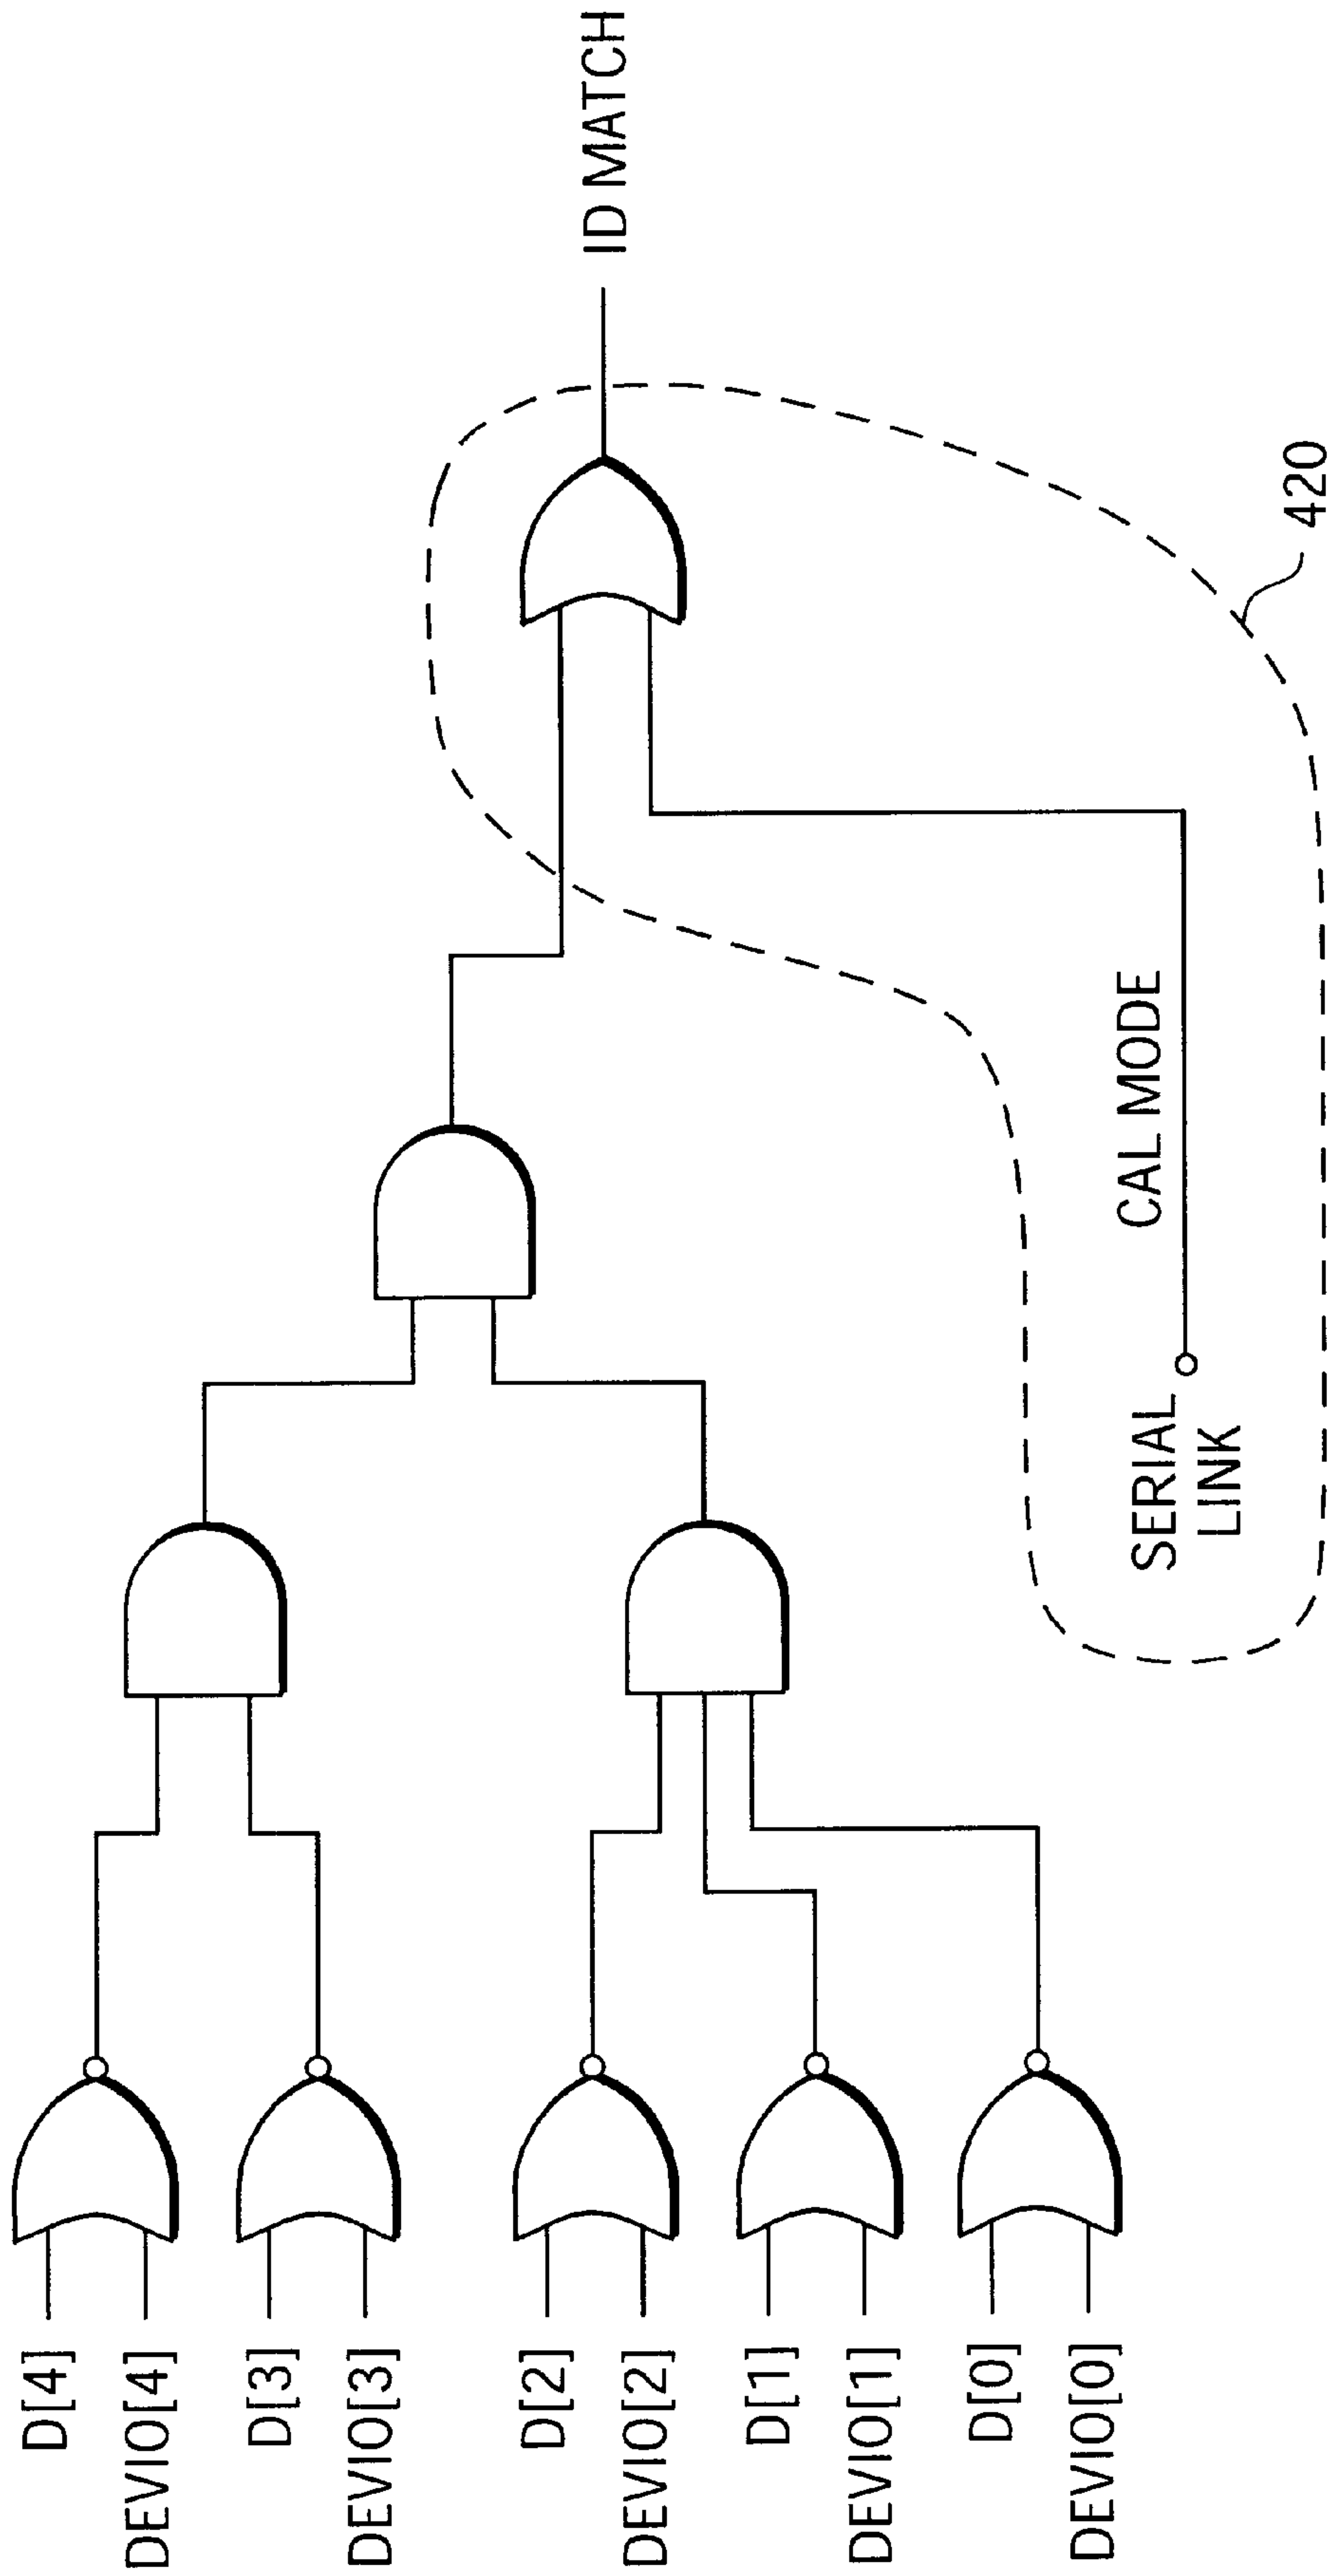 D[4]
DEVIO[4]
D[3]
DEVIO[3]
D[2]
DEVIO[2]
D[1]
DEVIO[1]
D[0]
DEVIO[0]
SERIAL
LINK
CAL MODE
ID MATCH
420